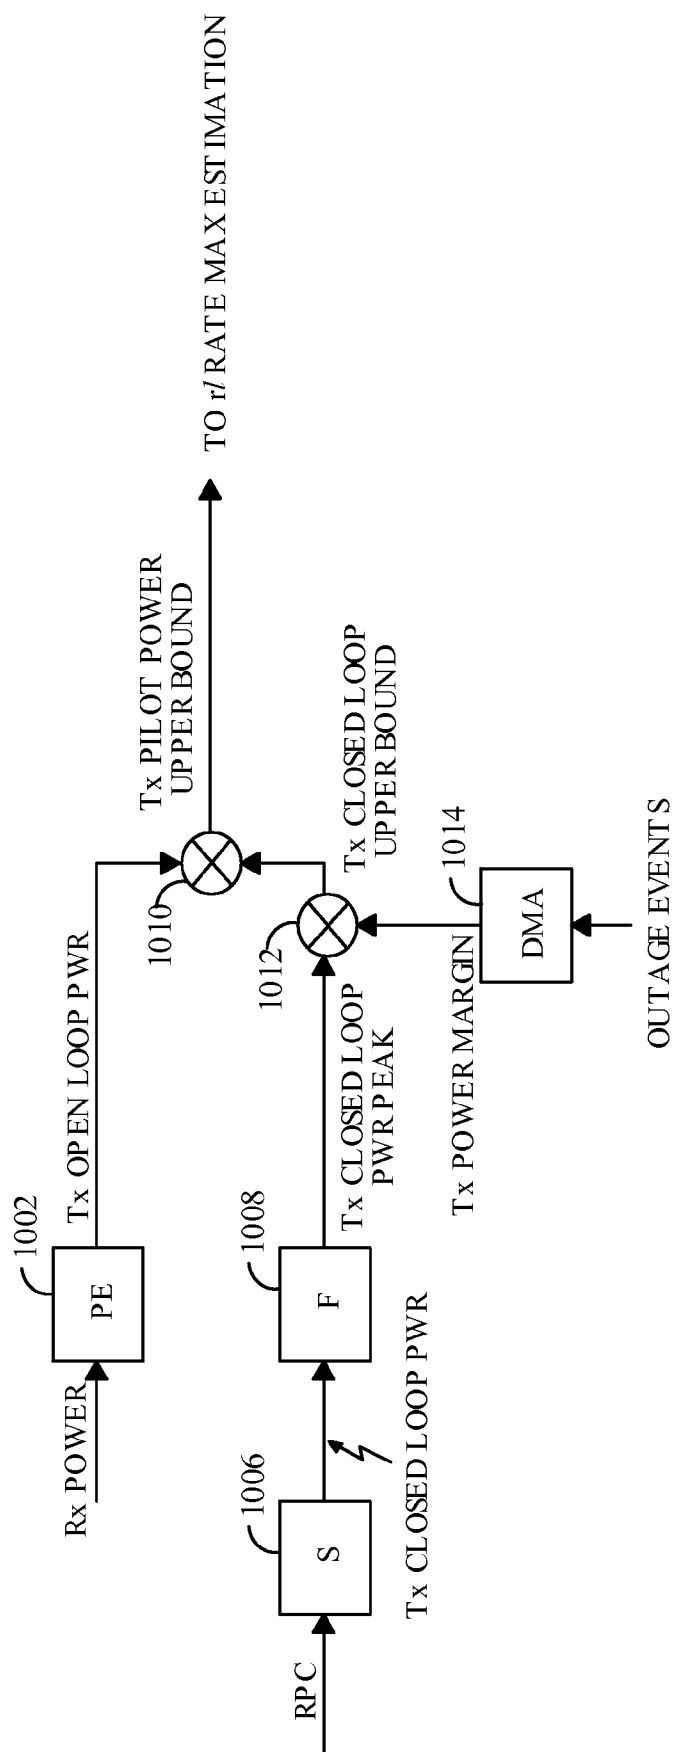 Rx POWER
1002
PE
Tx OPEN LOOP PWR
Tx PILOT POWER
UPPER BOUND
TO rl RATE MAX ESTIMATION
1010
RPC
1006
S
Tx CLOSED LOOP PWR
1008
F
Tx CLOSED LOOP
PWR PEAK
1012
Tx CLOSED LOOP
UPPER BOUND
Tx POWER MARGIN
1014
DMA
OUTAGE EVENTS